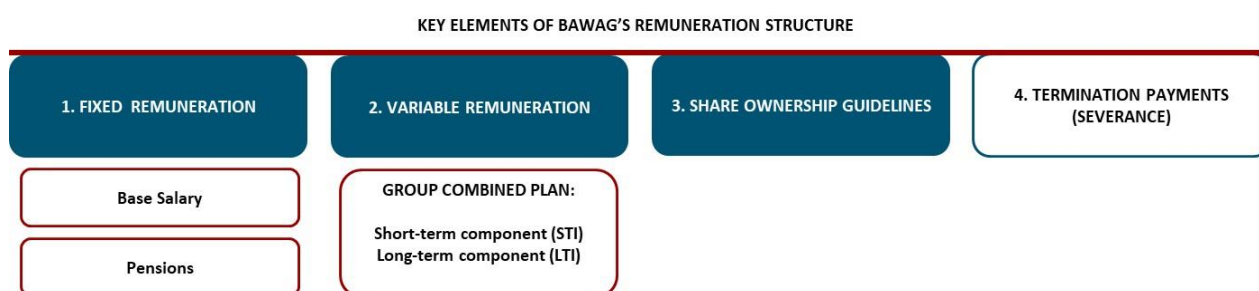 KEY ELEMENTS OF BAWAG'S REMUNERATION STRUCTURE
1. FIXED REMUNERATION
2. VARIABLE REMUNERATION
3. SHARE OWNERSHIP GUIDELINES
4. TERMINATION PAYMENTS
(SEVERANCE)
Base Salary
Pensions
GROUP COMBINED PLAN:
Short-term component (STI)
Long-term component (LTI)